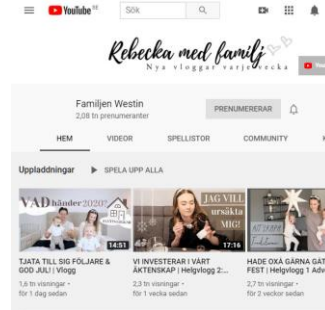 YouTube SE
Sök
Rebecka med familj
Nya vloggar varje vecka
Familjen Westin
2,08 tn prenumeranter
PRENUMERERAR
HEM VIDEOR SPELLISTOR COMMUNITY
Uppladdningar SPELA UPP ALLA
VAD händer 2020?
14:51
JAG VILL
ursäkta
MIG!
17:16
TJATA TILL SIG FÖLJARE &
GOD JUL! | Vlogg
1,6 tn visningar •
för 1 dag sedan
VI INVESTERAR I VÅRT
ÄKTENSKAP | Helgvlogg 2:...
2,3 tn visningar •
för 1 vecka sedan
HADE OXÅ GÄRNA GÅT
FEST | Helgvlogg 1 Adv
2,7 tn visningar •
för 2 veckor sedan